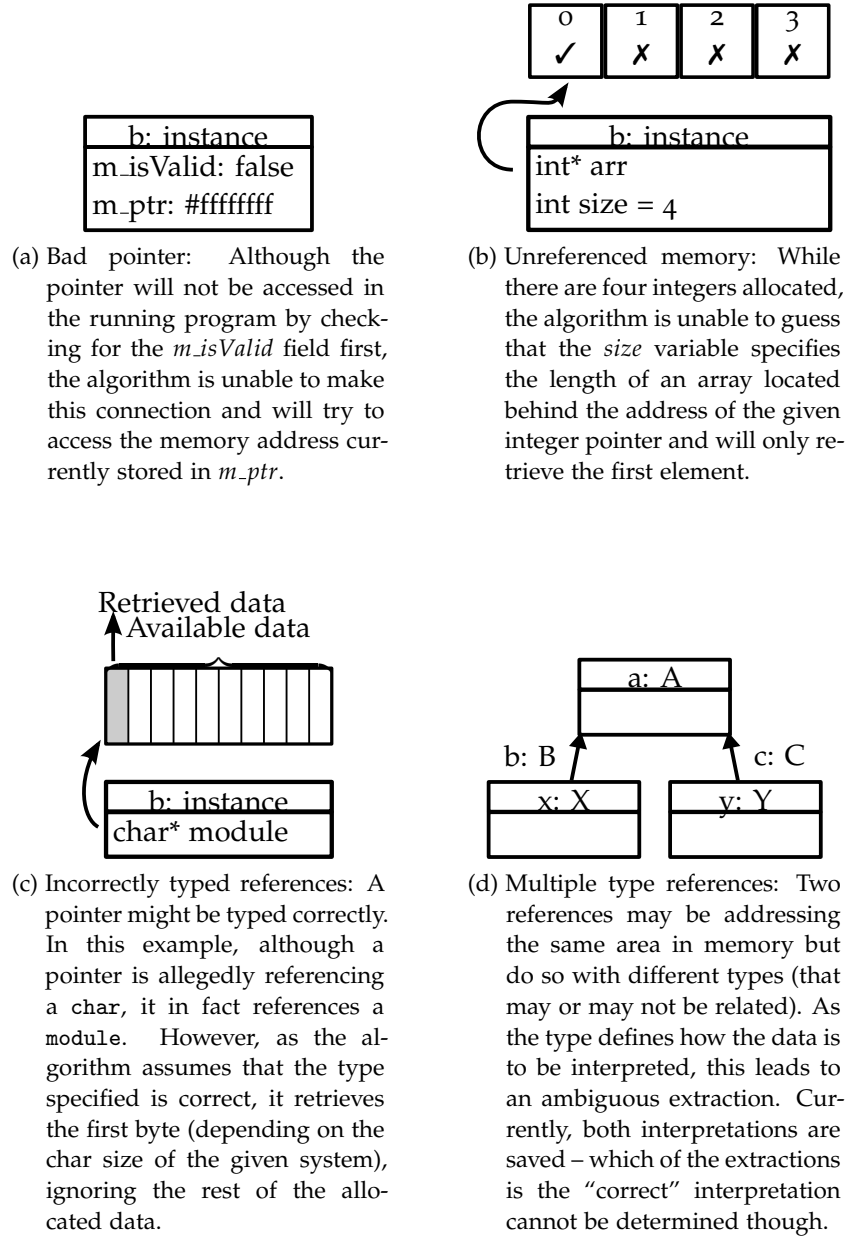 b: instance
m_isValid: false
m_ptr: #ffffffff
(a) Bad pointer: Although the
pointer will not be accessed in
the running program by check-
ing for the m_isValid field first,
the algorithm is unable to make
this connection and will try to
access the memory address cur-
rently stored in m_ptr.
0 1 2 3
✓ ✗ ✗ ✗
b: instance
int* arr
int size = 4
(b) Unreferenced memory: While
there are four integers allocated,
the algorithm is unable to guess
that the size variable specifies
the length of an array located
behind the address of the given
integer pointer and will only re-
trieve the first element.
Retrieved data
Available data
b: instance
char* module
(c) Incorrectly typed references: A
pointer might be typed correctly.
In this example, although a
pointer is allegedly referencing
a char, it in fact references a
module. However, as the al-
gorithm assumes that the type
specified is correct, it retrieves
the first byte (depending on the
char size of the given system),
ignoring the rest of the allo-
cated data.
a: A
b: B
c: C
x: X
y: Y
(d) Multiple type references: Two
references may be addressing
the same area in memory but
do so with different types (that
may or may not be related). As
the type defines how the data is
to be interpreted, this leads to
an ambiguous extraction. Cur-
rently, both interpretations are
saved – which of the extractions
is the “correct” interpretation
cannot be determined though.